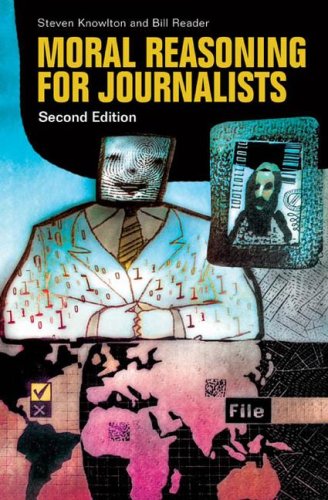 Steven Knowlton and Bill Reader
MORAL REASONING
FOR JOURNALISTS
Second Edition
File